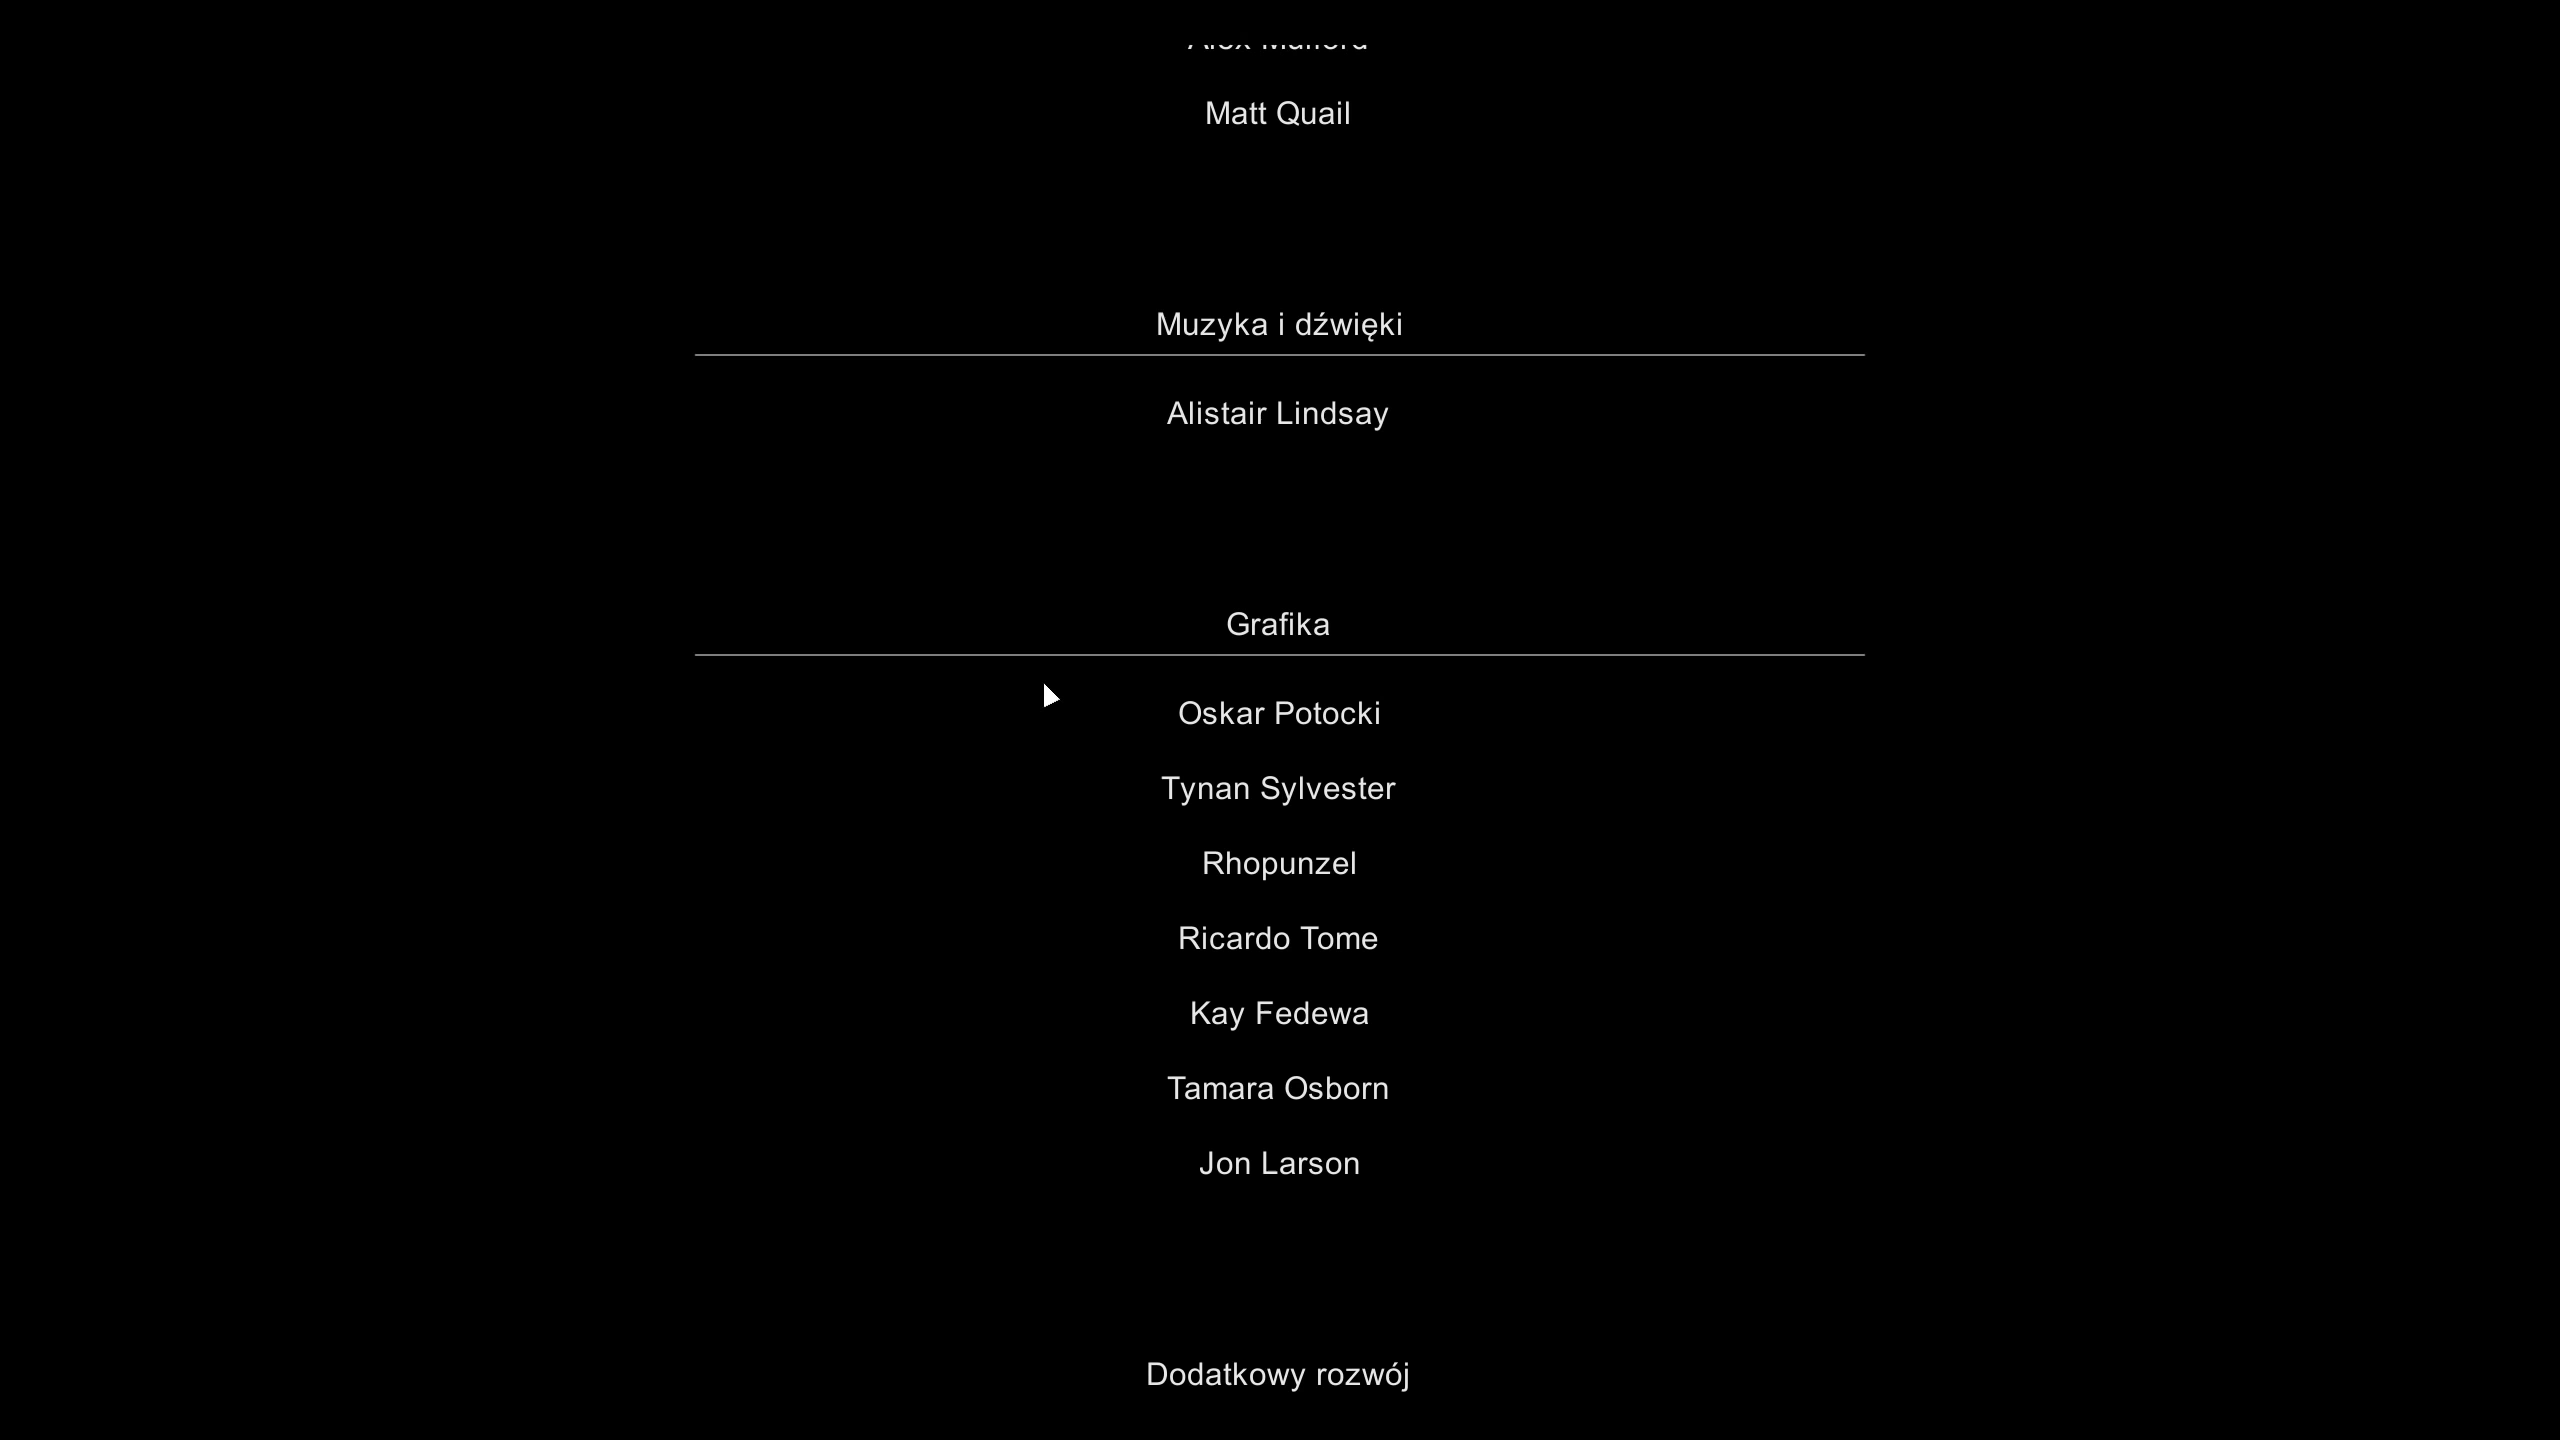 Matt Quail
Muzyka i dźwięki
Alistair Lindsay
Grafika
Oskar Potocki
Tynan Sylvester
Rhopunzel
Ricardo Tome
Kay Fedewa
Tamara Osborn
Jon Larson
Dodatkowy rozwój